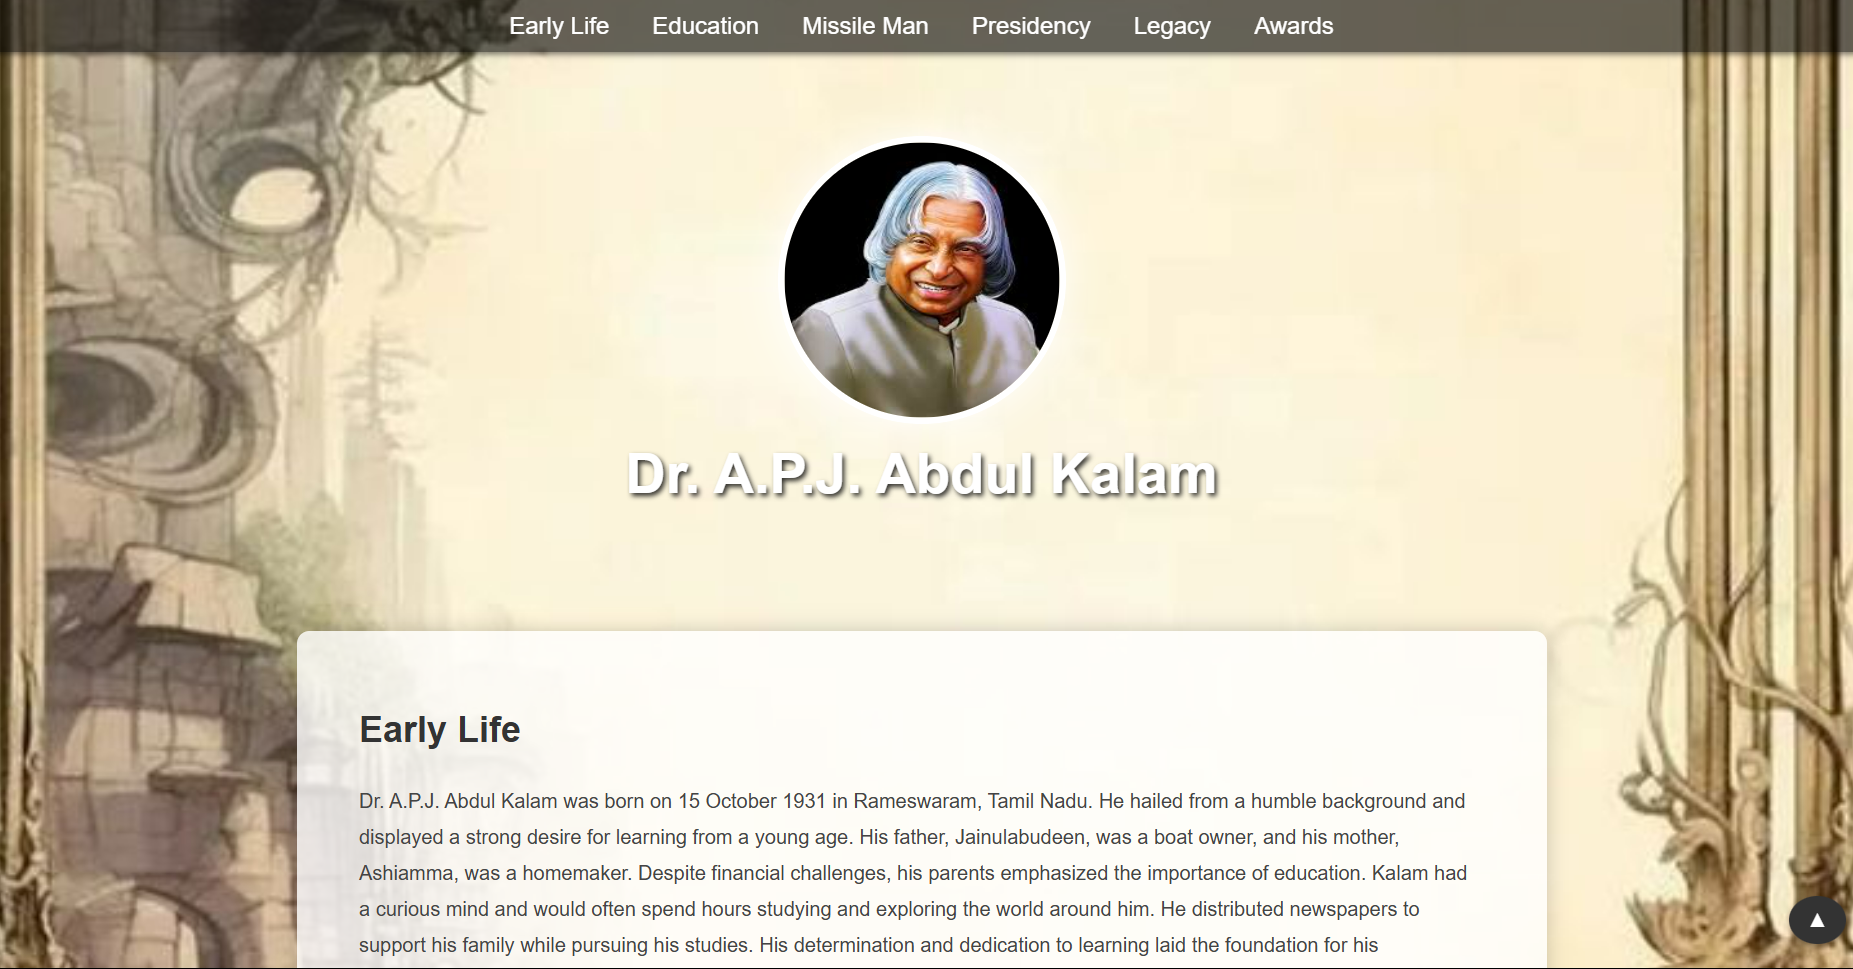 Early Life Education Missile Man Presidency Legacy Awards
Dr. A.P.J. Abdul Kalam
Early Life
Dr. A.P.J. Abdul Kalam was born on 15 October 1931 in Rameswaram, Tamil Nadu. He hailed from a humble background and
displayed a strong desire for learning from a young age. His father, Jainulabudeen, was a boat owner, and his mother,
Ashiamma, was a homemaker. Despite financial challenges, his parents emphasized the importance of education. Kalam had
a curious mind and would often spend hours studying and exploring the world around him. He distributed newspapers to
support his family while pursuing his studies. His determination and dedication to learning laid the foundation for his